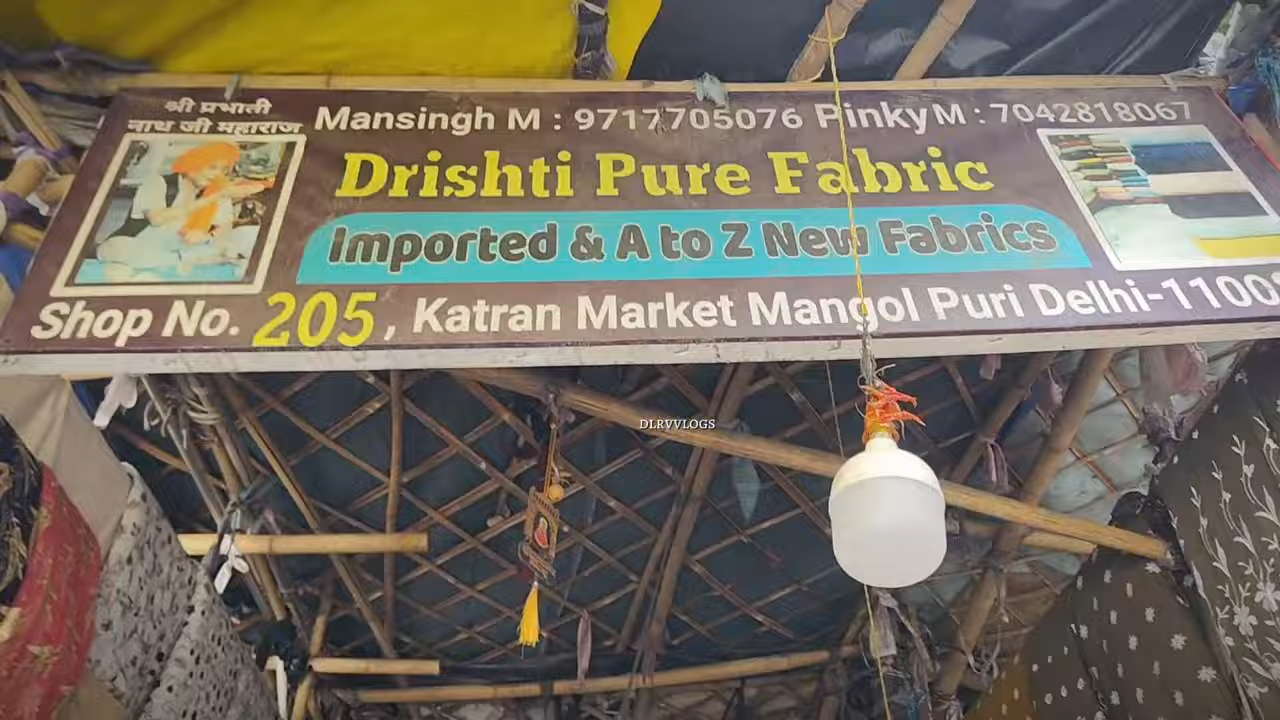 श्री प्रभाती
नाथ जी महाराज
Mansingh M : 9717705076 Pinky M : 7042818067
Drishti Pure Fabric
Imported & A to Z New Fabrics
Shop No. 205, Katran Market Mangol Puri Delhi-1100
DLRVVLOGS